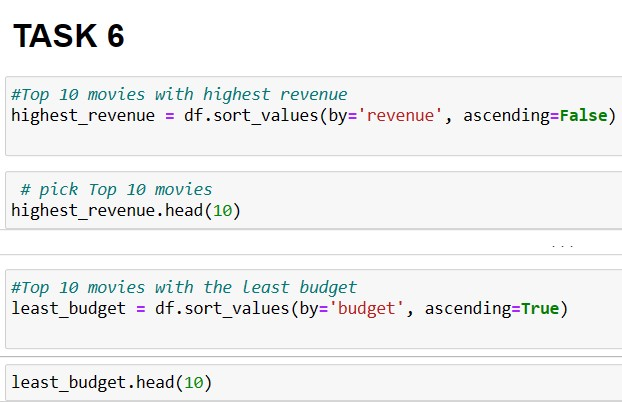 TASK 6
#Top 10 movies with highest revenue
highest_revenue = df.sort_values(by='revenue', ascending=False)
# pick Top 10 movies
highest_revenue.head(10)
...
#Top 10 movies with the least budget
least_budget = df.sort_values(by='budget', ascending=True)
least_budget.head(10)